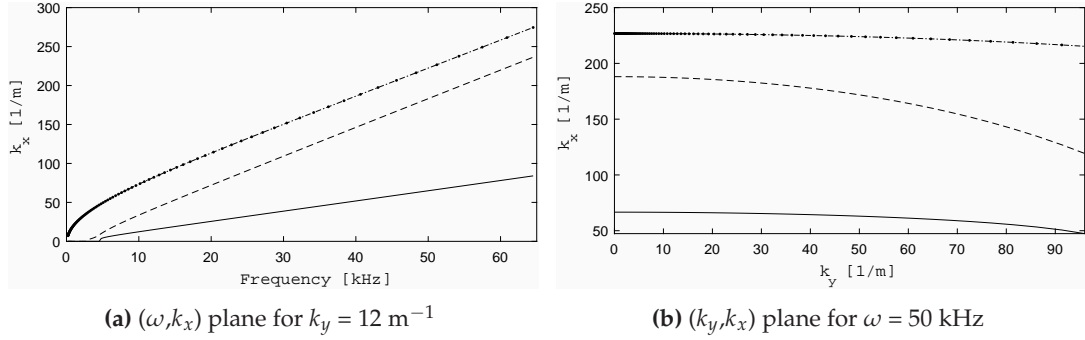 300
250
200
150
100
50
0
k_x [1/m]
0 10 20 30 40 50 60
Frequency [kHz]
250
200
150
100
50
k_x [1/m]
0 10 20 30 40 50 60 70 80 90
k_y [1/m]
(a) (ω,k_x) plane for k_y = 12 m⁻¹
(b) (k_y,k_x) plane for ω = 50 kHz